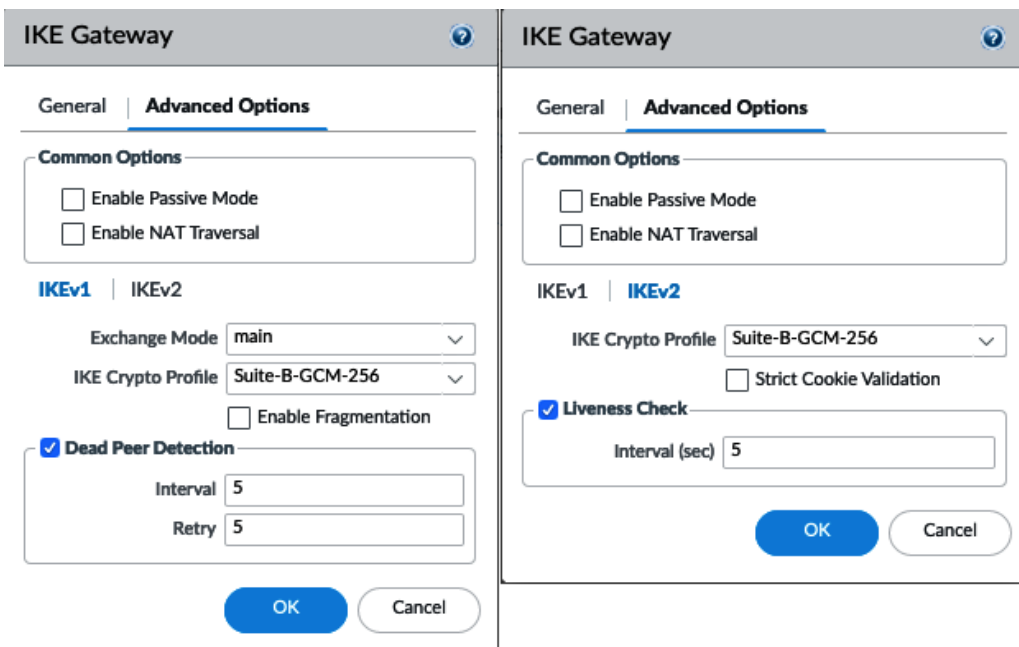 IKE Gateway
General | Advanced Options
Common Options
Enable Passive Mode
Enable NAT Traversal
IKEv1 | IKEv2
Exchange Mode main
IKE Crypto Profile Suite-B-GCM-256
Enable Fragmentation
Dead Peer Detection
Interval 5
Retry 5
OK Cancel
IKE Gateway
General | Advanced Options
Common Options
Enable Passive Mode
Enable NAT Traversal
IKEv1 | IKEv2
IKE Crypto Profile Suite-B-GCM-256
Strict Cookie Validation
Liveness Check
Interval (sec) 5
OK Cancel